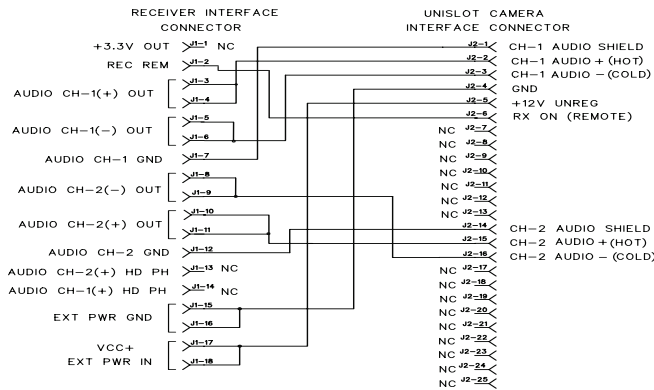 RECEIVER INTERFACE
CONNECTOR
UNISLOT CAMERA
INTERFACE CONNECTOR
+3.3V OUT J1-1 NC
REC REM J1-2
AUDIO CH-1(+) OUT
J1-3
J1-4
AUDIO CH-1(-) OUT
J1-5
J1-6
AUDIO CH-1 GND J1-7
AUDIO CH-2(-) OUT
J1-8
J1-9
AUDIO CH-2(+) OUT
J1-10
J1-11
AUDIO CH-2 GND J1-12
AUDIO CH-2(+) HD PH J1-13 NC
AUDIO CH-1(+) HD PH J1-14 NC
EXT PWR GND
J1-15
J1-16
VCC+
EXT PWR IN
J1-17
J1-18
J2-1 CH-1 AUDIO SHIELD
J2-2 CH-1 AUDIO+(HOT)
J2-3 CH-1 AUDIO-(COLD)
J2-4 GND
J2-5 +12V UNREG
J2-6 RX ON (REMOTE)
NC J2-7
NC J2-8
NC J2-9
NC J2-10
NC J2-11
NC J2-12
NC J2-13
J2-14 CH-2 AUDIO SHIELD
J2-15 CH-2 AUDIO+(HOT)
J2-16 CH-2 AUDIO-(COLD)
NC J2-17
NC J2-18
NC J2-19
NC J2-20
NC J2-21
NC J2-22
NC J2-23
NC J2-24
NC J2-25